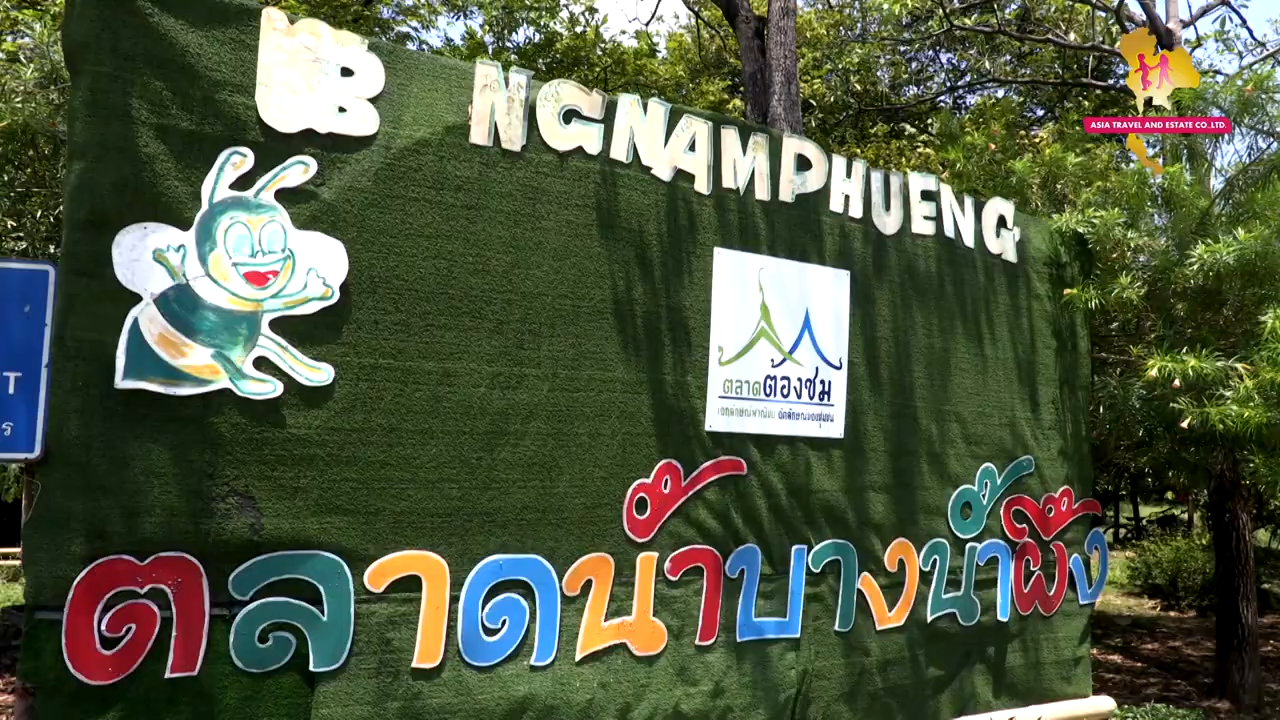 B NGNAMPHUENG
ASIA TRAVEL AND ESTATE CO.,LTD.
T
ร
ตลาดต้องชม
ตลาดน้ำบางน้ำผึ้ง